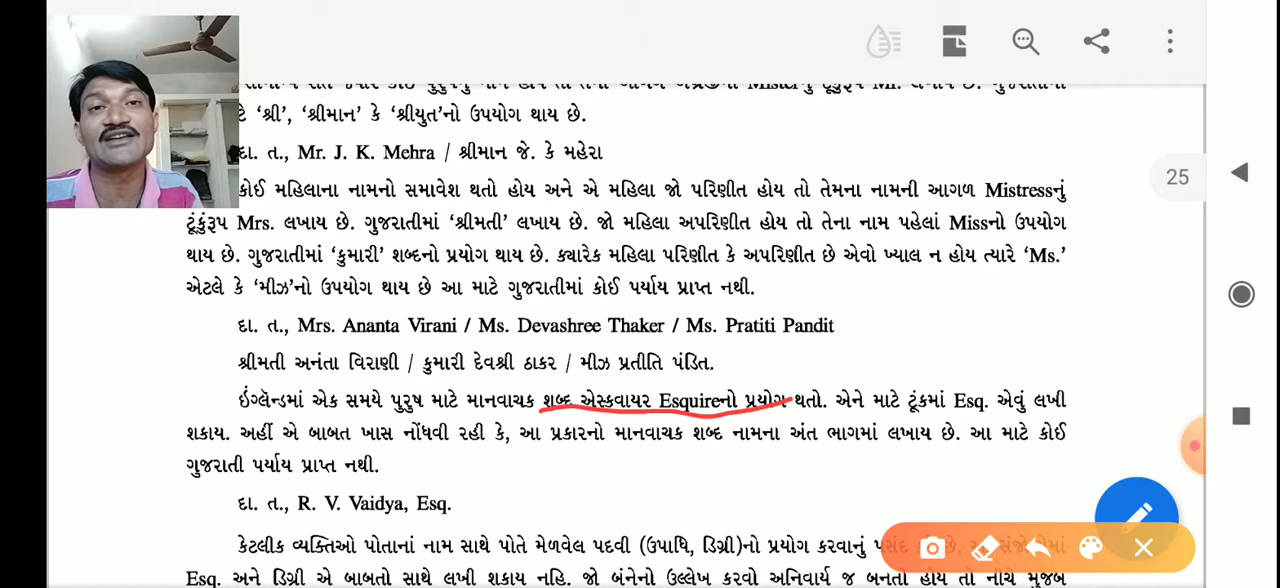 ટે ‘શ્રી’, ‘શ્રીમાન’ કે ‘શ્રીયુત’નો ઉપયોગ થાય છે.
દા. ત., Mr. J. K. Mehra / શ્રીમાન જે. કે મહેરા
25
કોઈ મહિલાના નામનો સમાવેશ થતો હોય અને એ મહિલા જો પરિણીત હોય તો તેમના નામની આગળ Mistressનું
ટૂંકુંરૂપ Mrs. લખાય છે. ગુજરાતીમાં ‘શ્રીમતી’ લખાય છે. જો મહિલા અપરિણીત હોય તો તેના નામ પહેલાં Missનો ઉપયોગ
થાય છે. ગુજરાતીમાં ‘કુમારી’ શબ્દનો પ્રયોગ થાય છે. ક્યારેક મહિલા પરિણીત કે અપરિણીત છે એવો ખ્યાલ ન હોય ત્યારે ‘Ms.’
એટલે કે ‘મીઝ’નો ઉપયોગ થાય છે આ માટે ગુજરાતીમાં કોઈ પર્યાય પ્રાપ્ત નથી.
દા. ત., Mrs. Ananta Virani / Ms. Devashree Thaker / Ms. Pratiti Pandit
શ્રીમતી અનંતા વિરાણી / કુમારી દેવશ્રી ઠાકર / મીઝ પ્રતીતિ પંડિત.
ઇંગ્લૅન્ડમાં એક સમયે પુરુષ માટે માનવાચક શબ્દ એસ્ક્વાયર Esquireનો પ્રયોગ થતો. એને માટે ટૂંકમાં Esq. એવું લખી
શકાય. અહીં એ બાબત ખાસ નોંધવી રહી કે, આ પ્રકારનો માનવાચક શબ્દ નામના અંત ભાગમાં લખાય છે. આ માટે કોઈ
ગુજરાતી પર્યાય પ્રાપ્ત નથી.
દા. ત., R. V. Vaidya, Esq.
કેટલીક વ્યક્તિઓ પોતાનાં નામ સાથે પોતે મેળવેલ પદવી (ઉપાધિ, ડિગ્રી)નો પ્રયોગ કરવાનું
Esq. અને ડિગ્રી એ બાબતો સાથે લખી શકાય નહિ. જો બંનેનો ઉલ્લેખ કરવો અનિવાર્ય જ બનતો હોય તો નીચે મુજબ